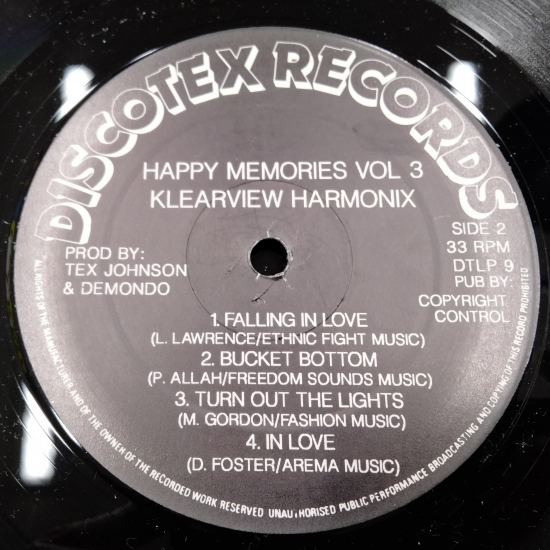 DISCOTEX RECORDS
HAPPY MEMORIES VOL 3
KLEARVIEW HARMONIX
PROD BY:
TEX JOHNSON
& DEMONDO
SIDE 2
33 RPM
DTLP 9
PUB BY:
COPYRIGHT
CONTROL
1. FALLING IN LOVE
(L. LAWRENCE/ETHNIC FIGHT MUSIC)
2. BUCKET BOTTOM
(P. ALLAH/FREEDOM SOUNDS MUSIC)
3. TURN OUT THE LIGHTS
(M. GORDON/FASHION MUSIC)
4. IN LOVE
(D. FOSTER/AREMA MUSIC)
ALL RIGHTS OF THE MANUFACTURER AND OF THE OWNER OF THE RECORDED WORK RESERVED UNAUTHORISED PUBLIC PERFORMANCE BROADCASTING AND COPYING OF THIS RECORD PROHIBITED